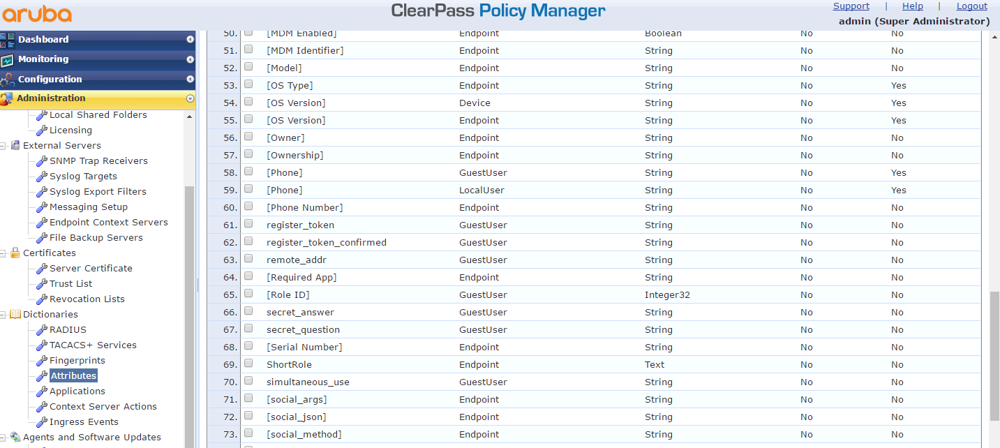 aruba
ClearPass Policy Manager
Support | Help | Logout
admin (Super Administrator)
Dashboard
Monitoring
Configuration
Administration
Local Shared Folders
Licensing
External Servers
SNMP Trap Receivers
Syslog Targets
Syslog Export Filters
Messaging Setup
Endpoint Context Servers
File Backup Servers
Certificates
Server Certificate
Trust List
Revocation Lists
Dictionaries
RADIUS
TACACS+ Services
Fingerprints
Attributes
Applications
Context Server Actions
Ingress Events
Agents and Software Updates
50. [MDM Enabled] Endpoint Boolean No No
51. [MDM Identifier] Endpoint String No No
52. [Model] Endpoint String No No
53. [OS Type] Endpoint String No Yes
54. [OS Version] Device String No Yes
55. [OS Version] Endpoint String No Yes
56. [Owner] Endpoint String No No
57. [Ownership] Endpoint String No No
58. [Phone] GuestUser String No Yes
59. [Phone] LocalUser String No Yes
60. [Phone Number] Endpoint String No No
61. register_token GuestUser String No No
62. register_token_confirmed GuestUser String No No
63. remote_addr GuestUser String No No
64. [Required App] Endpoint String No No
65. [Role ID] GuestUser Integer32 No No
66. secret_answer GuestUser String No No
67. secret_question GuestUser String No No
68. [Serial Number] Endpoint String No No
69. ShortRole Endpoint Text No No
70. simultaneous_use GuestUser String No No
71. [social_args] Endpoint String No No
72. [social_json] Endpoint String No No
73. [social_method] Endpoint String No No